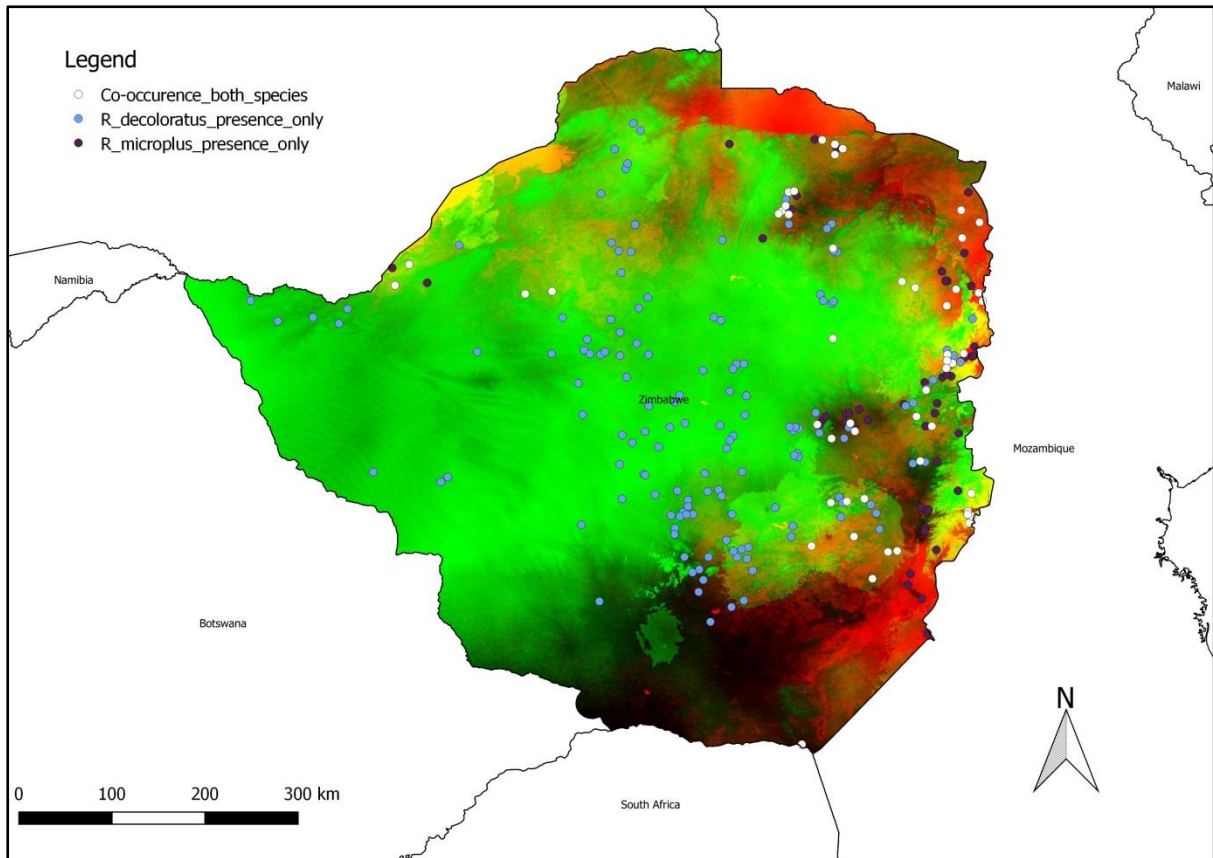 Legend
Co-occurence_both_species
R_decoloratus_presence_only
R_microplus_presence_only
Malawi
Namibia
Zimbabwe
Mozambique
Botswana
N
0 100 200 300 km
South Africa